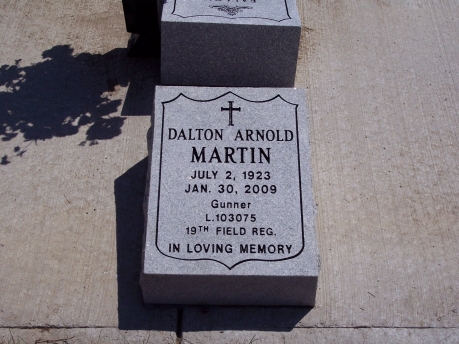 DALTON ARNOLD
MARTIN
JULY 2, 1923
JAN. 30, 2009
Gunner
L.103075
19TH FIELD REG.
IN LOVING MEMORY